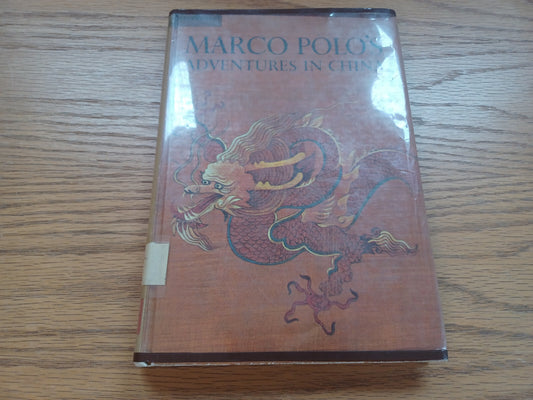 MARCO POLO'S
ADVENTURES IN CHINA